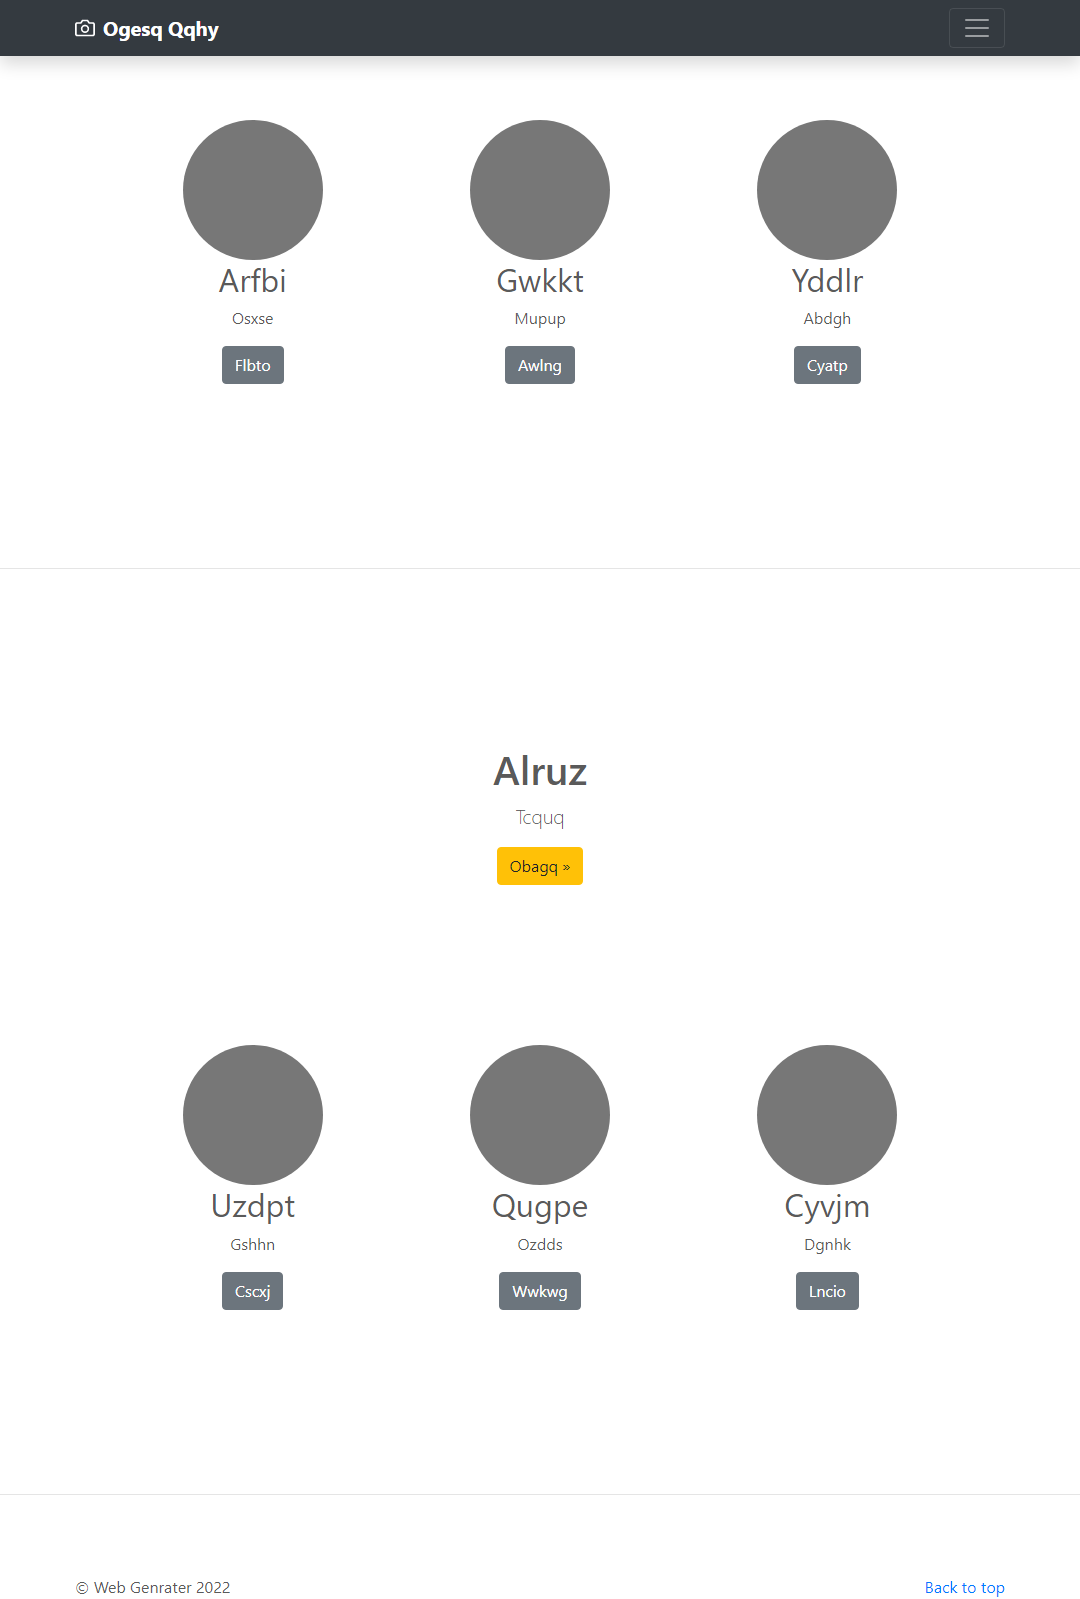 Ogesq Qqhy
Arfbi
Osxse
Flbto
Gwkkt
Mupup
Awlng
Yddlr
Abdgh
Cyatp
Alruz
Tcquq
Obagq »
Uzdpt
Gshhn
Cscxj
Qugpe
Ozdds
Wwkwg
Cyvjm
Dgnhk
Lncio
© Web Genrater 2022
Back to top